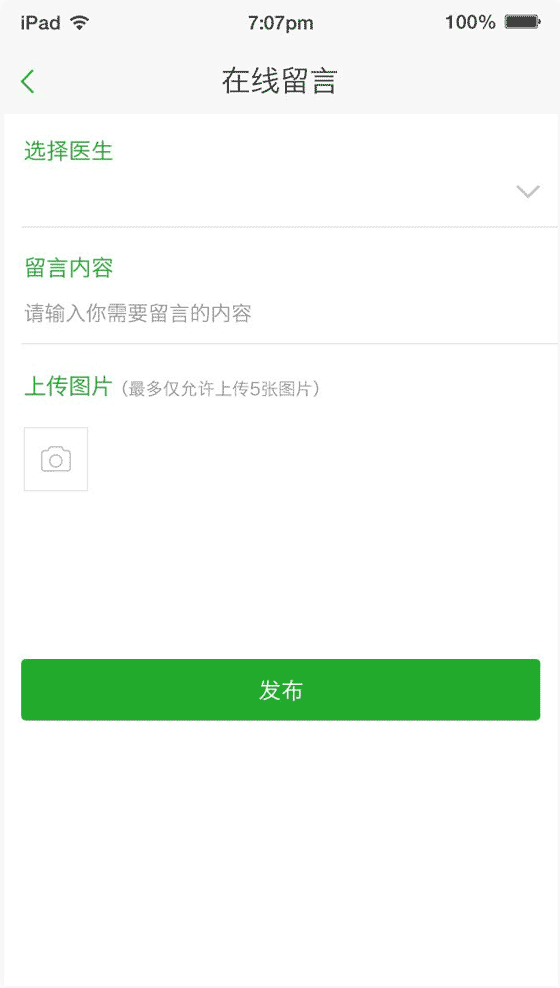 iPad 7:07pm 100%
在线留言
选择医生
留言内容
请输入你需要留言的内容
上传图片（最多仅允许上传5张图片）
发布